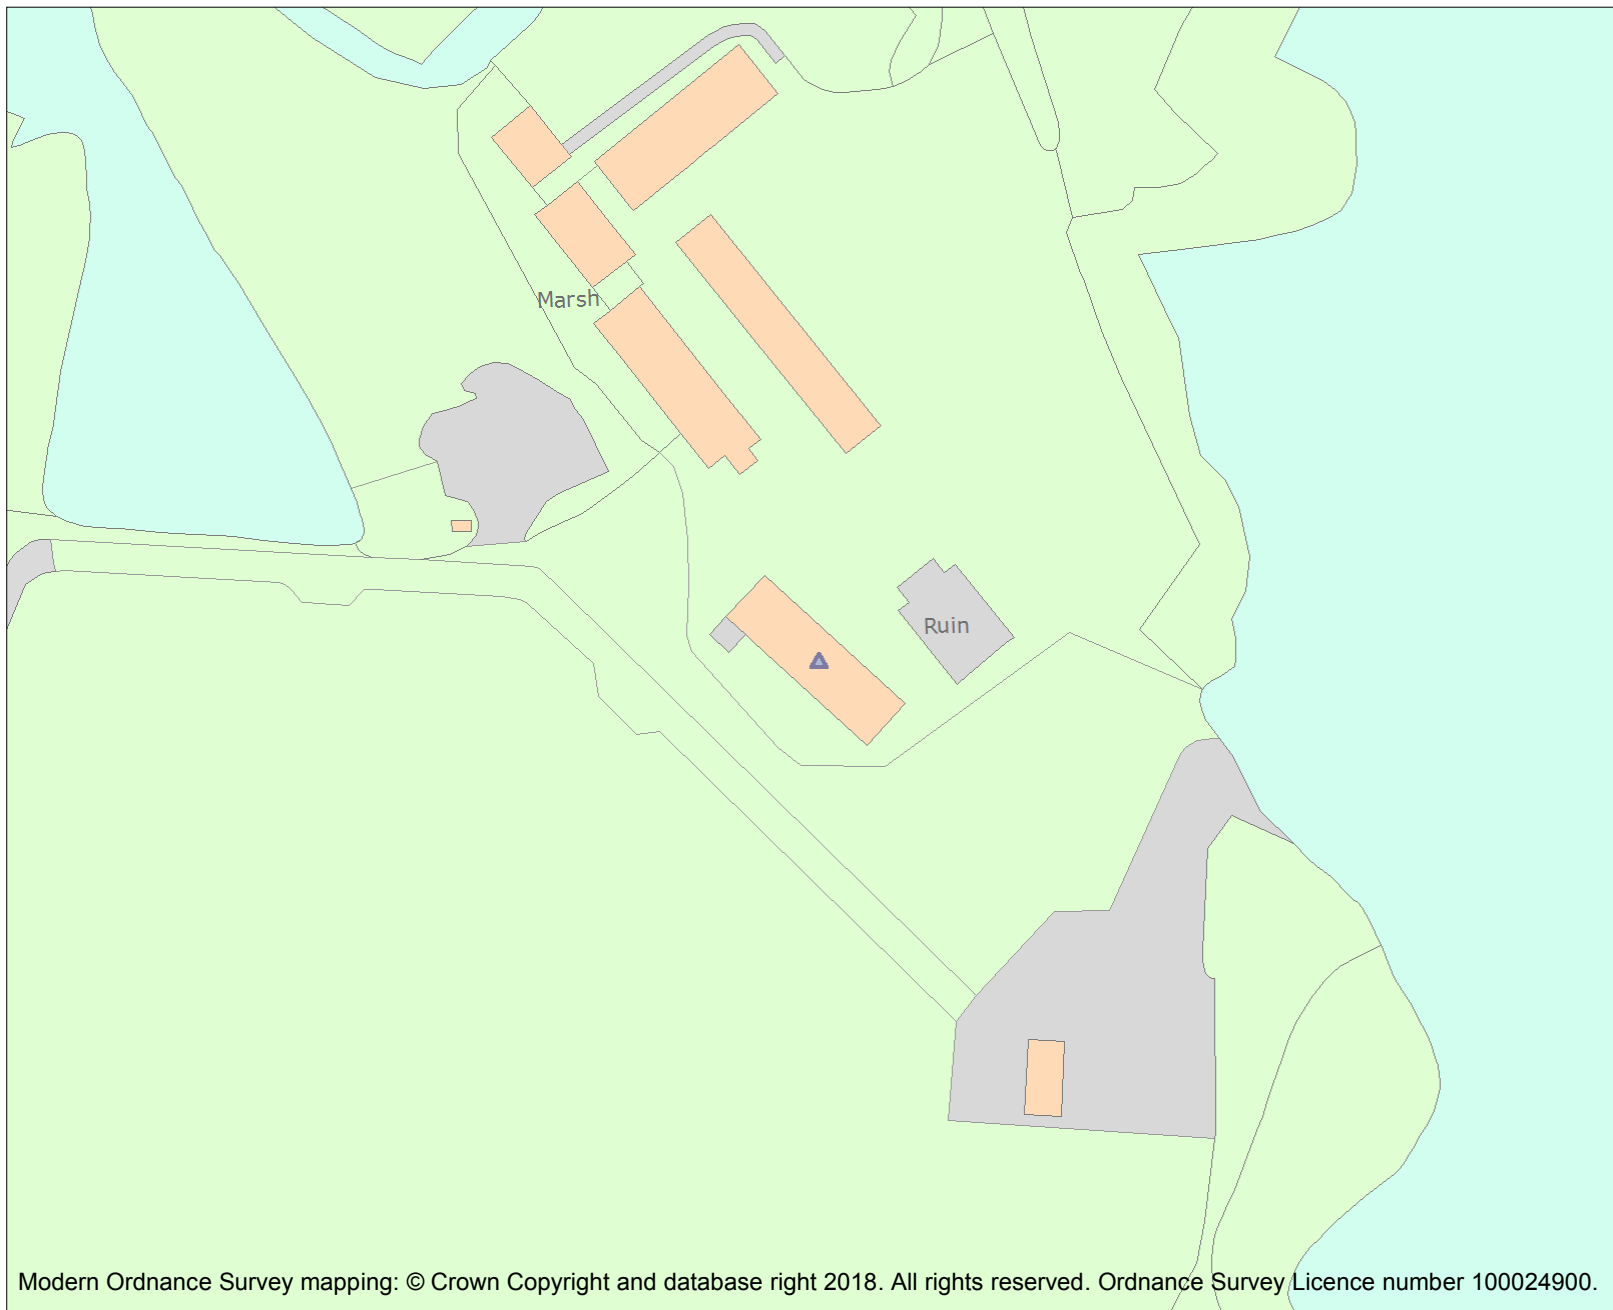 Marsh
Ruin
Modern Ordnance Survey mapping: © Crown Copyright and database right 2018. All rights reserved. Ordnance Survey Licence number 100024900.